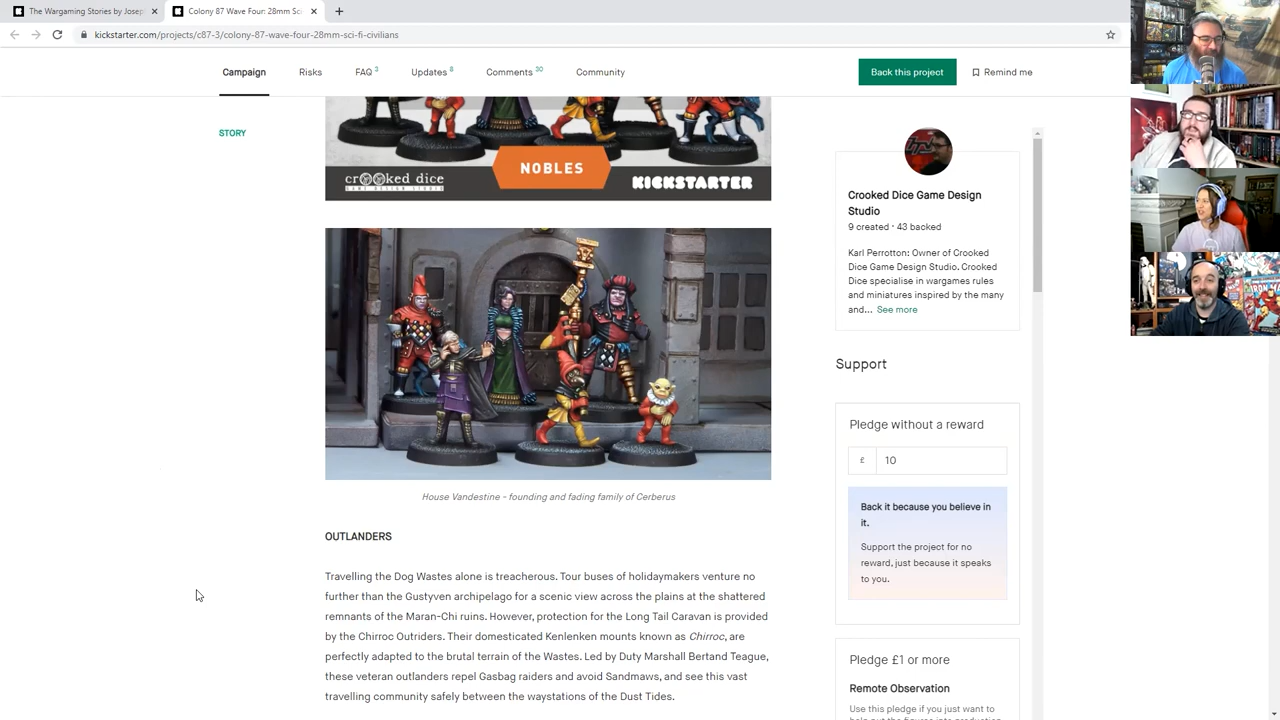 The Wargaming Stories by Josep
Colony 87 Wave Four: 28mm Sci
kickstarter.com/projects/c87-3/colony-87-wave-four-28mm-sci-fi-civilians
Campaign
Risks
FAQ 3
Updates 8
Comments 30
Community
Back this project
Remind me
STORY
NOBLES
crooked dice
GAME DESIGN STUDIO
KICKSTARTER
House Vandestine - founding and fading family of Cerberus
OUTLANDERS
Travelling the Dog Wastes alone is treacherous. Tour buses of holidaymakers venture no
further than the Gustyven archipelago for a scenic view across the plains at the shattered
remnants of the Maran-Chi ruins. However, protection for the Long Tail Caravan is provided
by the Chirroc Outriders. Their domesticated Kenlenken mounts known as Chirroc, are
perfectly adapted to the brutal terrain of the Wastes. Led by Duty Marshall Bertand Teague,
these veteran outlanders repel Gasbag raiders and avoid Sandmaws, and see this vast
travelling community safely between the waystations of the Dust Tides.
Crooked Dice Game Design
Studio
9 created · 43 backed
Karl Perrotton: Owner of Crooked
Dice Game Design Studio. Crooked
Dice specialise in wargames rules
and miniatures inspired by the many
and... See more
Support
Pledge without a reward
£ 10
Back it because you believe in
it.
Support the project for no
reward, just because it speaks
to you.
Pledge £1 or more
Remote Observation
Use this pledge if you just want to